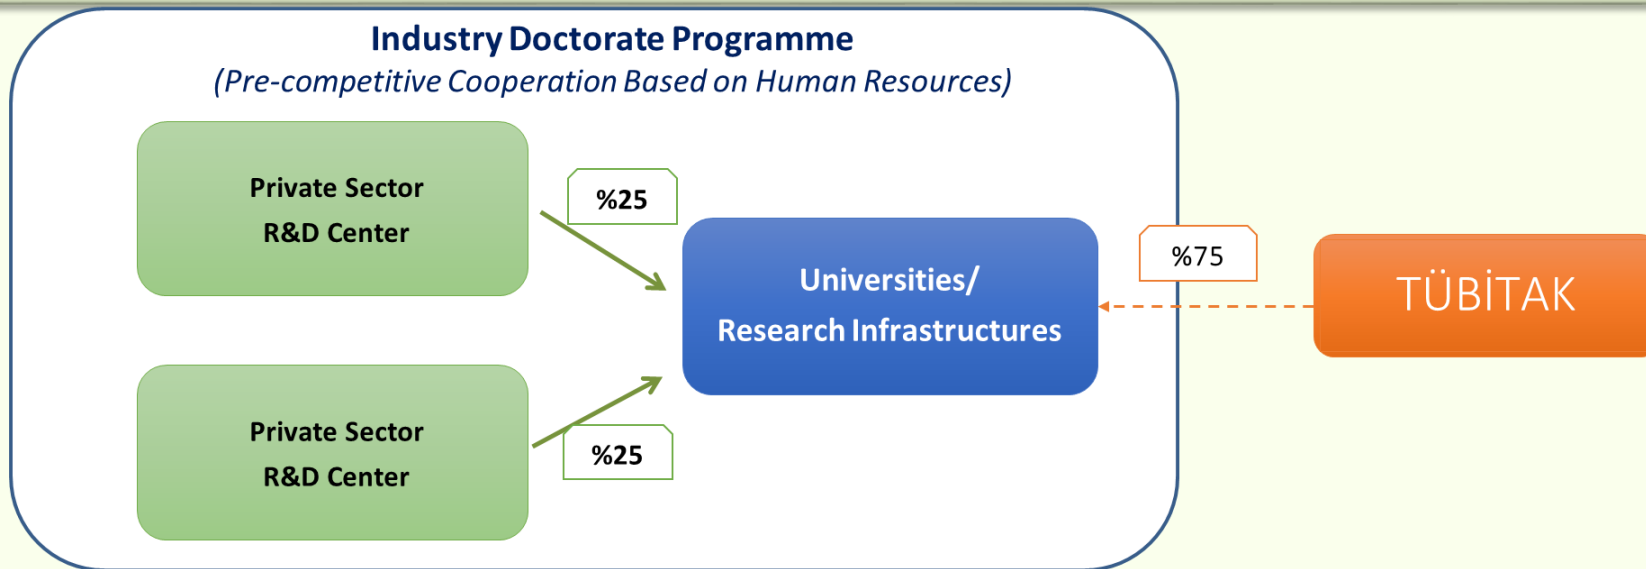 Industry Doctorate Programme
(Pre-competitive Cooperation Based on Human Resources)
Private Sector
R&D Center
%25
Universities/
Research Infrastructures
%75
TÜBİTAK
Private Sector
R&D Center
%25